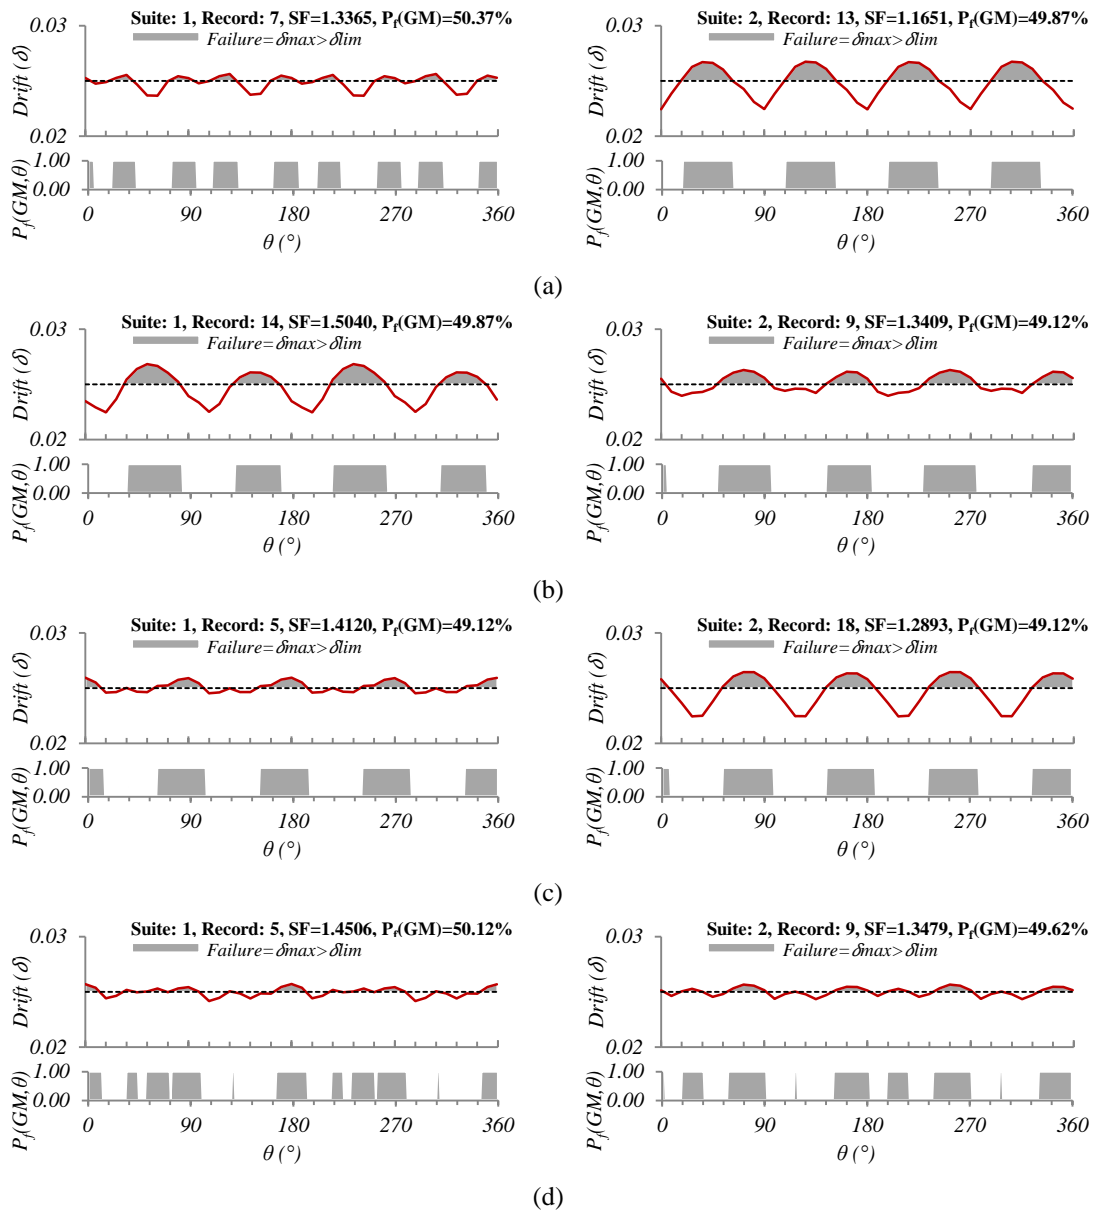 Suite: 1, Record: 7, SF=1.3365, Pf(GM)=50.37%
Failure=δmax>δlim
0.03
Drift (δ)
0.02
1.00
0.00
Pf(GM,θ)
0 90 180 270 360
θ (°)
Suite: 2, Record: 13, SF=1.1651, Pf(GM)=49.87%
Failure=δmax>δlim
0.03
Drift (δ)
0.02
1.00
0.00
Pf(GM,θ)
0 90 180 270 360
θ (°)
(a)
Suite: 1, Record: 14, SF=1.5040, Pf(GM)=49.87%
Failure=δmax>δlim
0.03
Drift (δ)
0.02
1.00
0.00
Pf(GM,θ)
0 90 180 270 360
θ (°)
Suite: 2, Record: 9, SF=1.3409, Pf(GM)=49.12%
Failure=δmax>δlim
0.03
Drift (δ)
0.02
1.00
0.00
Pf(GM,θ)
0 90 180 270 360
θ (°)
(b)
Suite: 1, Record: 5, SF=1.4120, Pf(GM)=49.12%
Failure=δmax>δlim
0.03
Drift (δ)
0.02
1.00
0.00
Pf(GM,θ)
0 90 180 270 360
θ (°)
Suite: 2, Record: 18, SF=1.2893, Pf(GM)=49.12%
Failure=δmax>δlim
0.03
Drift (δ)
0.02
1.00
0.00
Pf(GM,θ)
0 90 180 270 360
θ (°)
(c)
Suite: 1, Record: 5, SF=1.4506, Pf(GM)=50.12%
Failure=δmax>δlim
0.03
Drift (δ)
0.02
1.00
0.00
Pf(GM,θ)
0 90 180 270 360
θ (°)
Suite: 2, Record: 9, SF=1.3479, Pf(GM)=49.62%
Failure=δmax>δlim
0.03
Drift (δ)
0.02
1.00
0.00
Pf(GM,θ)
0 90 180 270 360
θ (°)
(d)